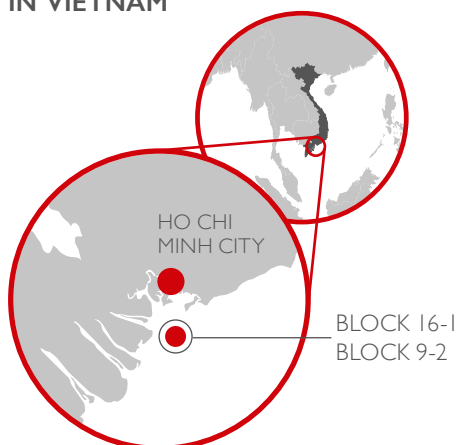 IN VIETNAM
HO CHI
MINH CITY
BLOCK 16-1
BLOCK 9-2